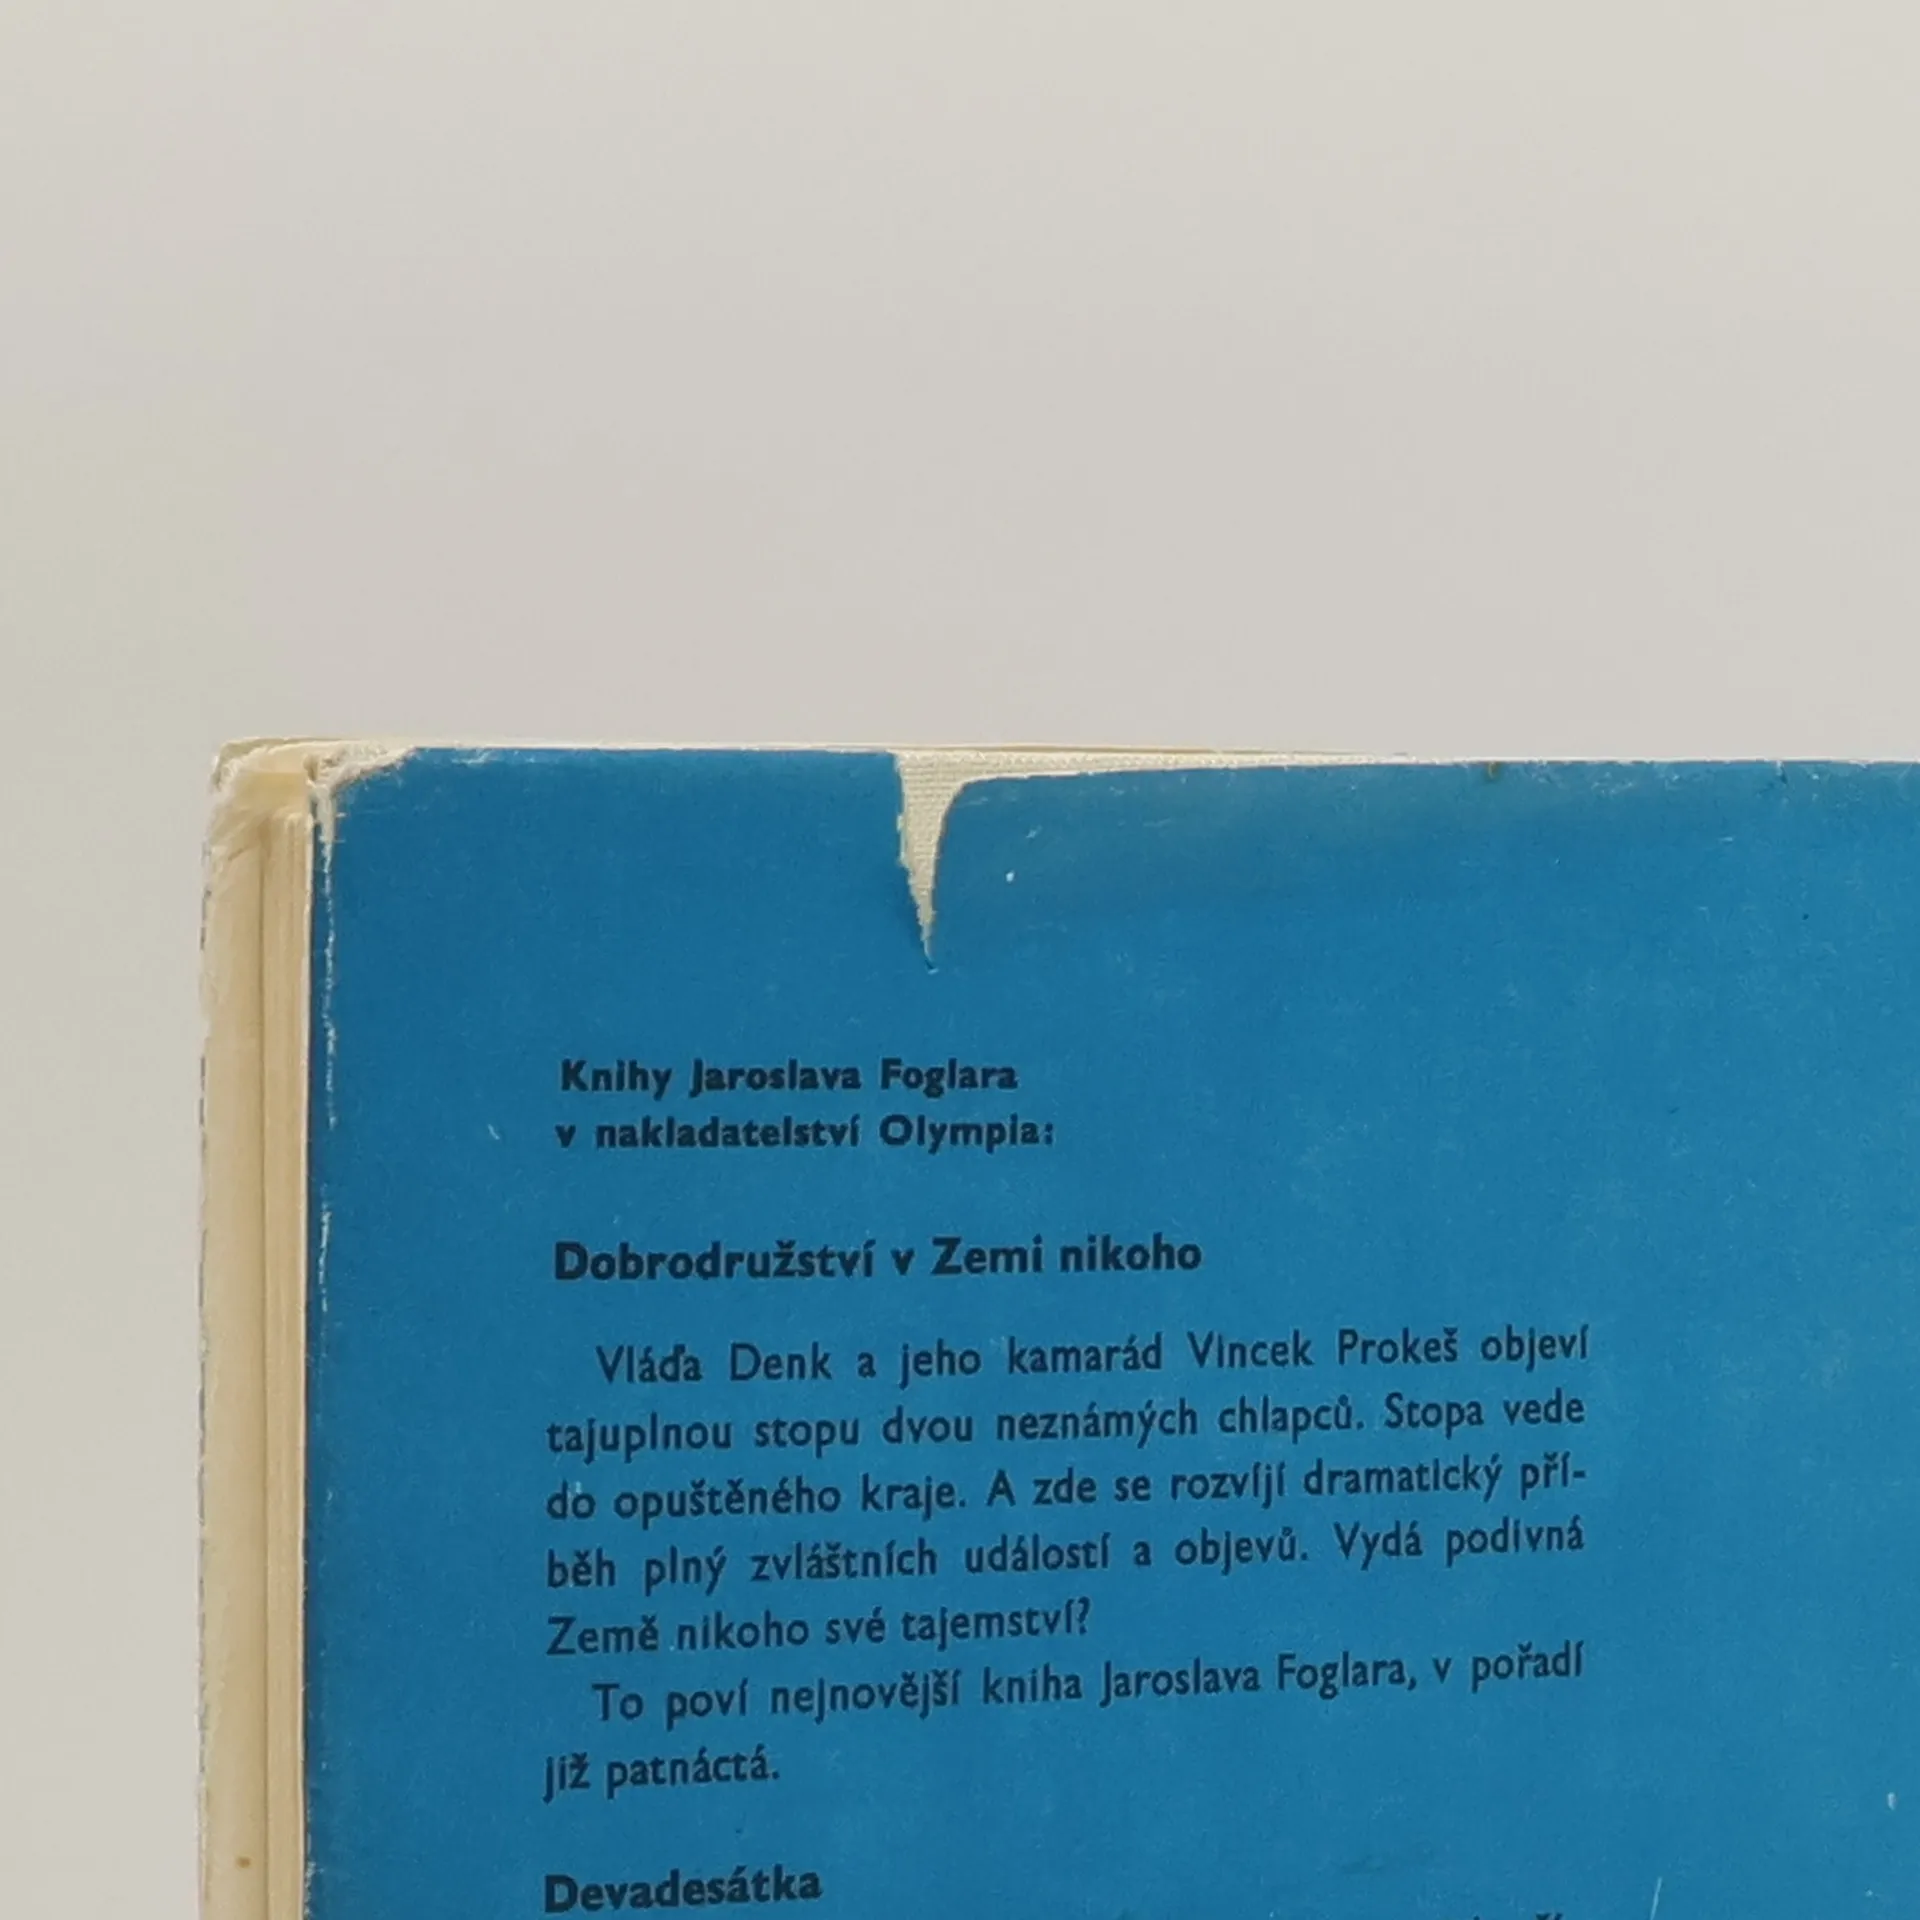 Knihy Jaroslava Foglara
v nakladatelství Olympia:
Dobrodružství v Zemi nikoho
Vláďa Denk a jeho kamarád Vincek Prokeš objeví
tajuplnou stopu dvou neznámých chlapců. Stopa vede
do opuštěného kraje. A zde se rozvíjí dramatický pří-
běh plný zvláštních událostí a objevů. Vydá podivná
Země nikoho své tajemství?
To poví nejnovější kniha Jaroslava Foglara, v pořadí
již patnáctá.
Devadesátka